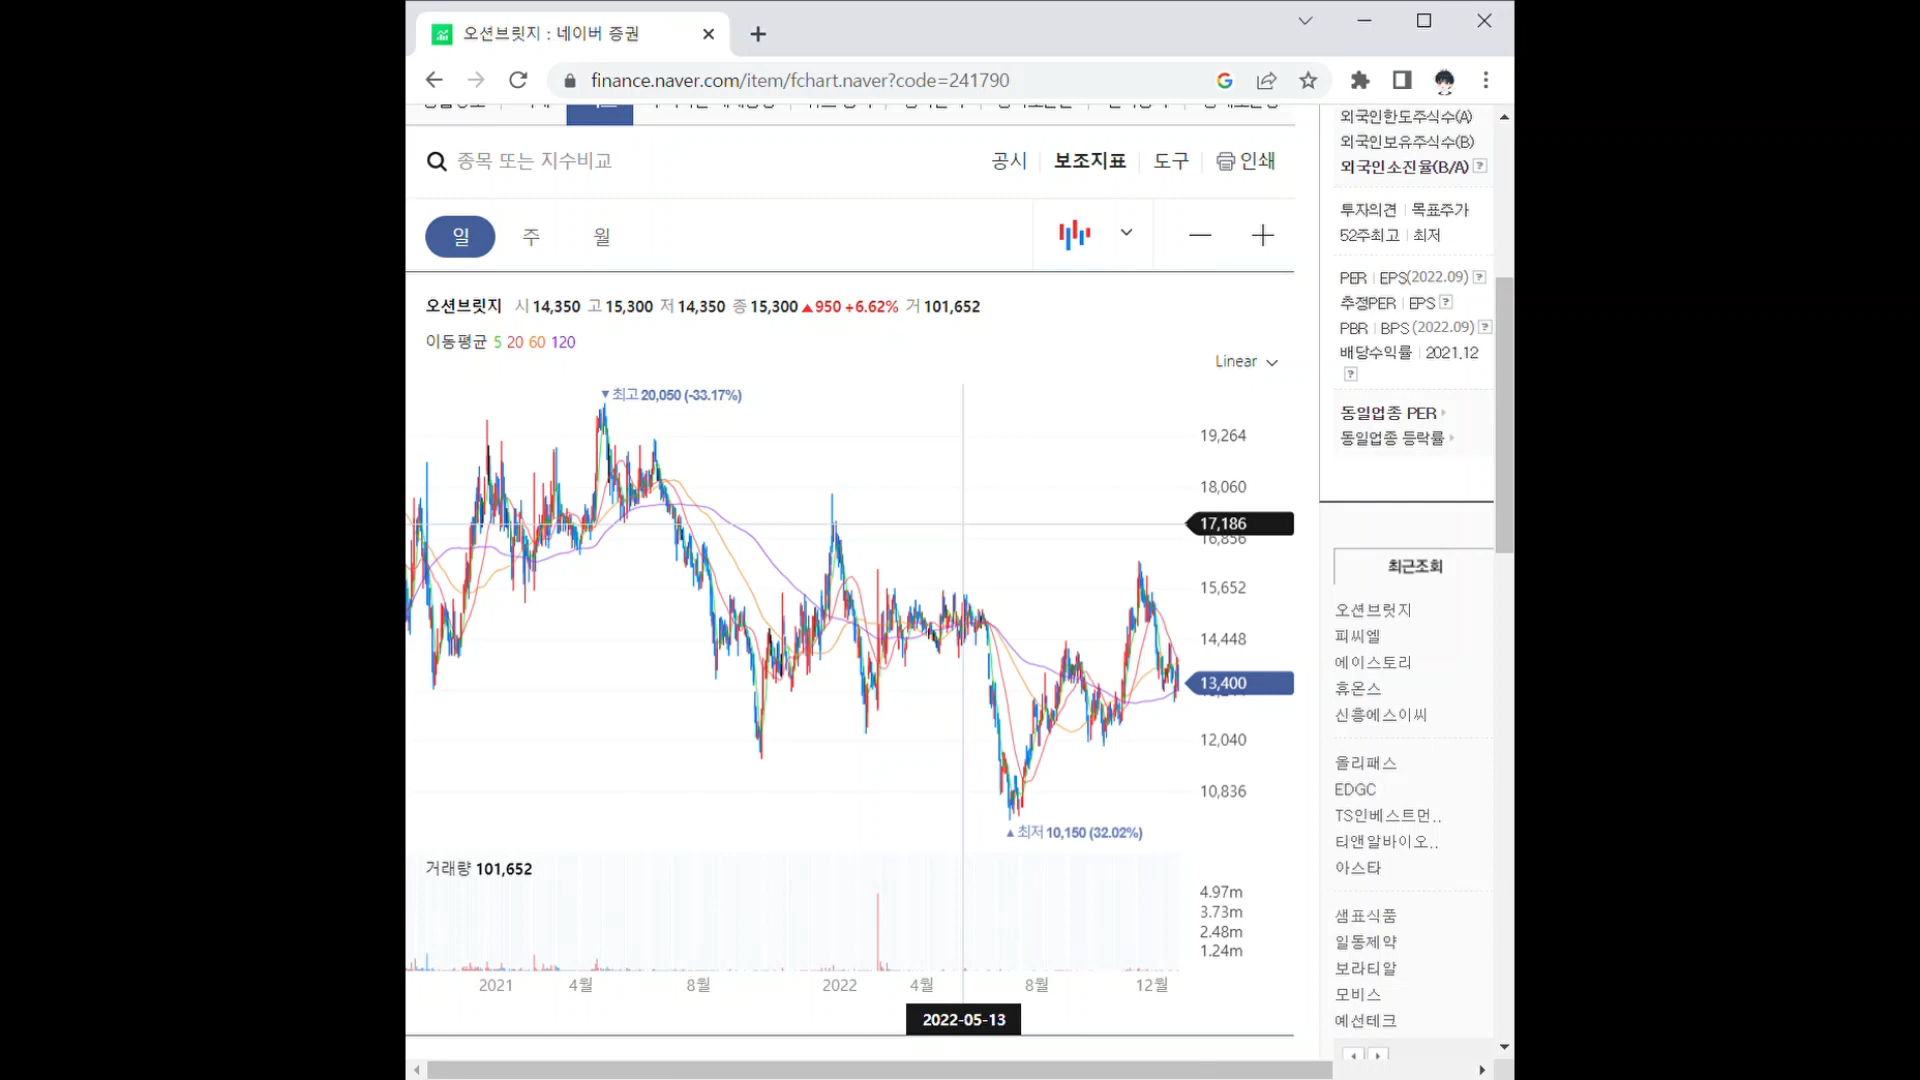 오션브릿지 : 네이버 증권
finance.naver.com/item/fchart.naver?code=241790
종목 또는 지수비교
공시 보조지표 도구 인쇄
일 주 월
오션브릿지 시 14,350 고 15,300 저 14,350 종 15,300 ▲950 +6.62% 거 101,652
이동평균 5 20 60 120
Linear
▼최고 20,050 (-33.17%)
19,264
18,060
17,186
16,856
15,652
14,448
13,400
12,040
10,836
▲최저 10,150 (32.02%)
거래량 101,652
4.97m
3.73m
2.48m
1.24m
2021 4월 8월 2022 4월 8월 12월
2022-05-13
외국인한도주식수(A)
외국인보유주식수(B)
외국인소진율(B/A) ?
투자의견 | 목표주가
52주최고 | 최저
PER | EPS(2022.09) ?
추정PER | EPS ?
PBR | BPS (2022.09) ?
배당수익률 | 2021.12
?
동일업종 PER
동일업종 등락률
최근조회
오션브릿지
피씨엘
에이스토리
휴온스
신흥에스이씨
올리패스
EDGC
TS인베스트먼..
티앤알바이오..
아스타
샘표식품
일동제약
보라티알
모비스
예선테크